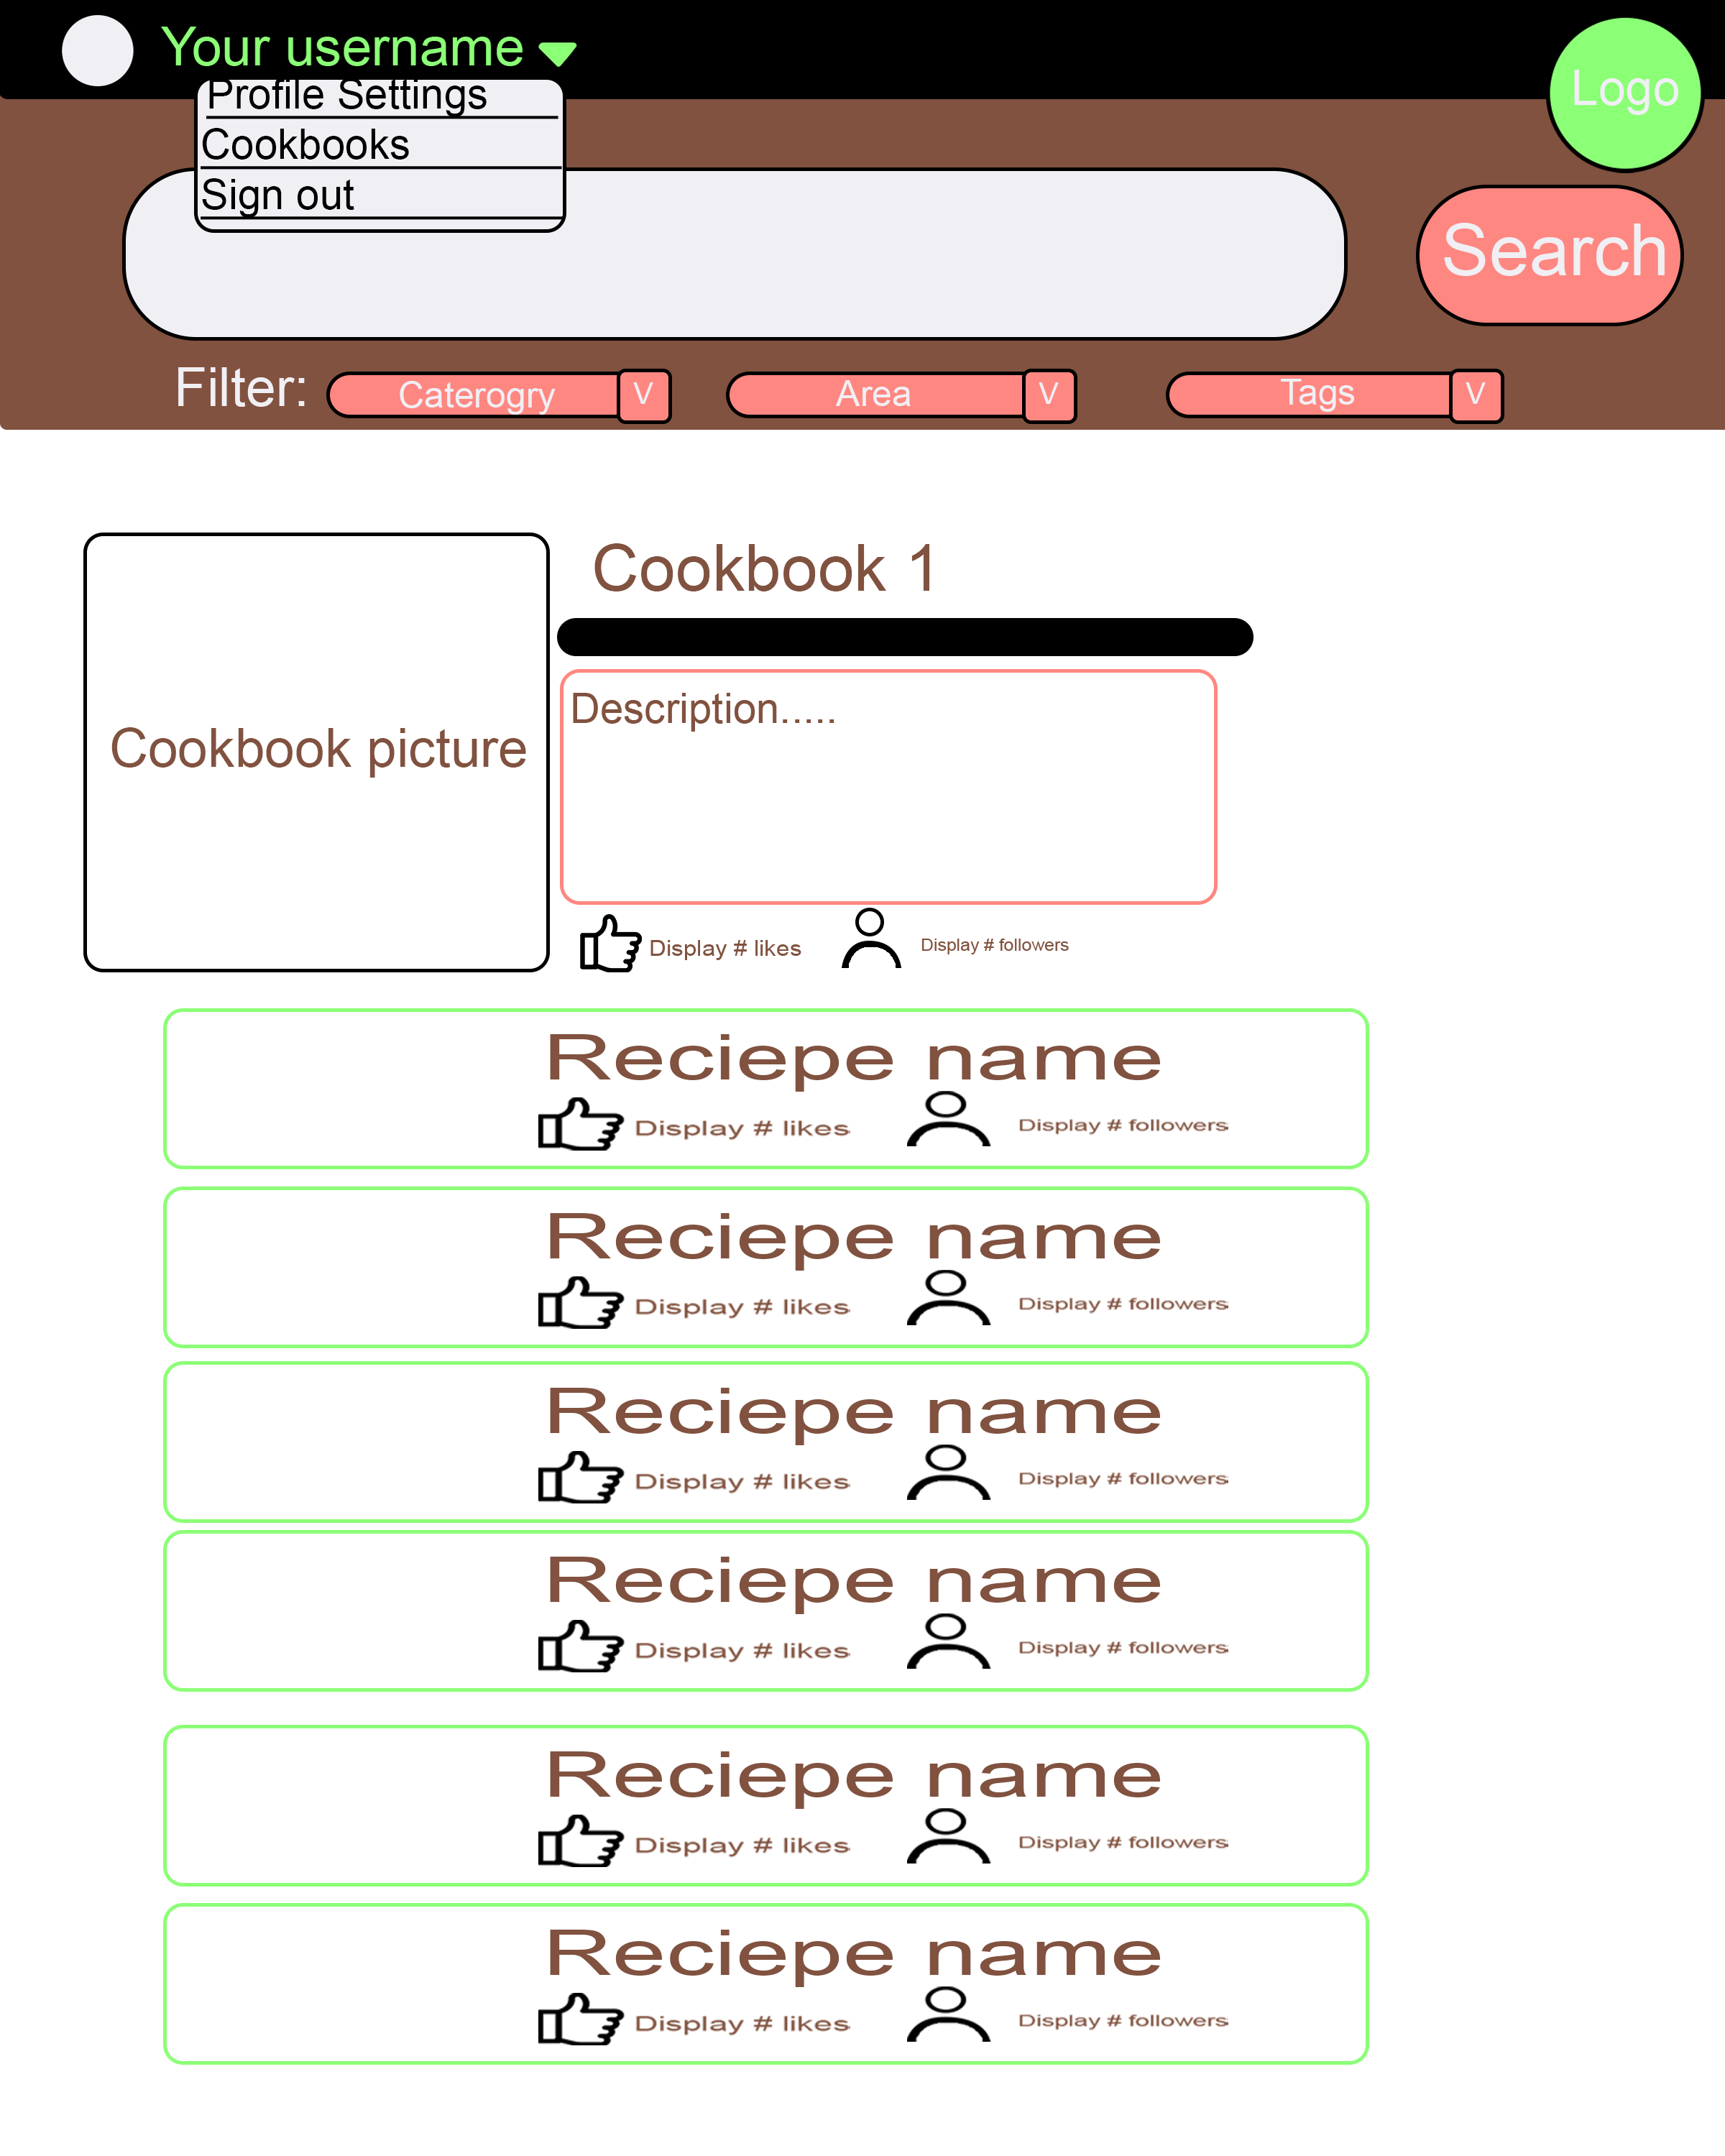 Your username
Logo
Profile Settings
Cookbooks
Sign out
Search
Filter:
Caterogry V
Area V
Tags V
Cookbook 1
Cookbook picture
Description.....
Display # likes
Display # followers
Reciepe name
Display # likes
Display # followers
Reciepe name
Display # likes
Display # followers
Reciepe name
Display # likes
Display # followers
Reciepe name
Display # likes
Display # followers
Reciepe name
Display # likes
Display # followers
Reciepe name
Display # likes
Display # followers